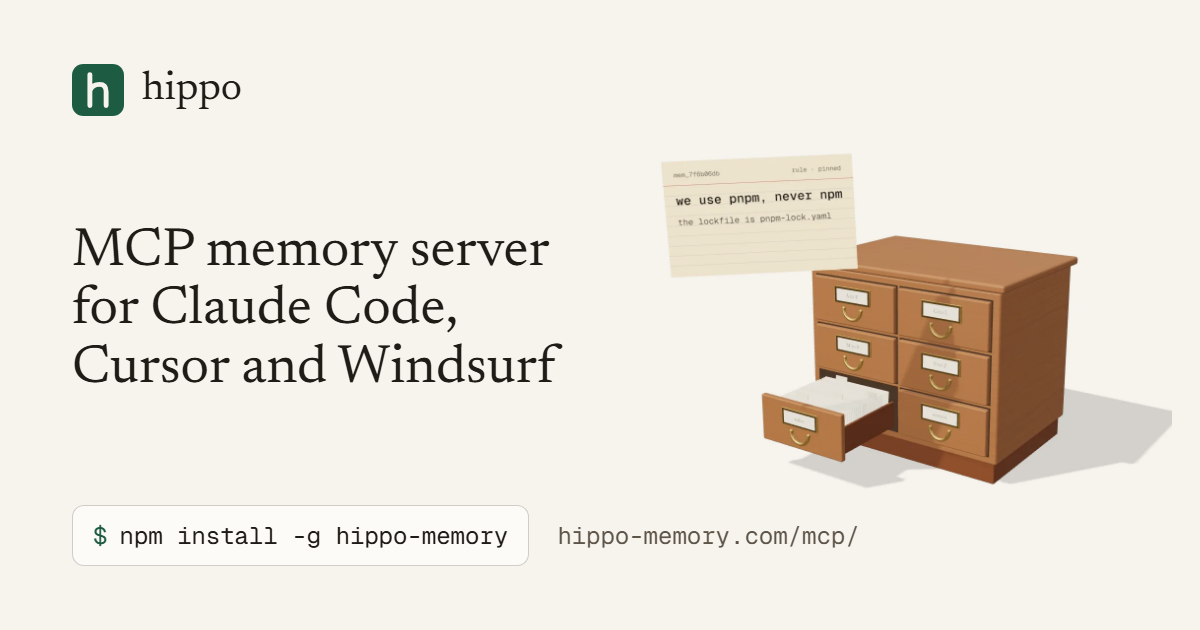 h hippo
mem_7f6b06db rule · pinned
we use pnpm, never npm
the lockfile is pnpm-lock.yaml
MCP memory server
for Claude Code,
Cursor and Windsurf
$ npm install -g hippo-memory
hippo-memory.com/mcp/